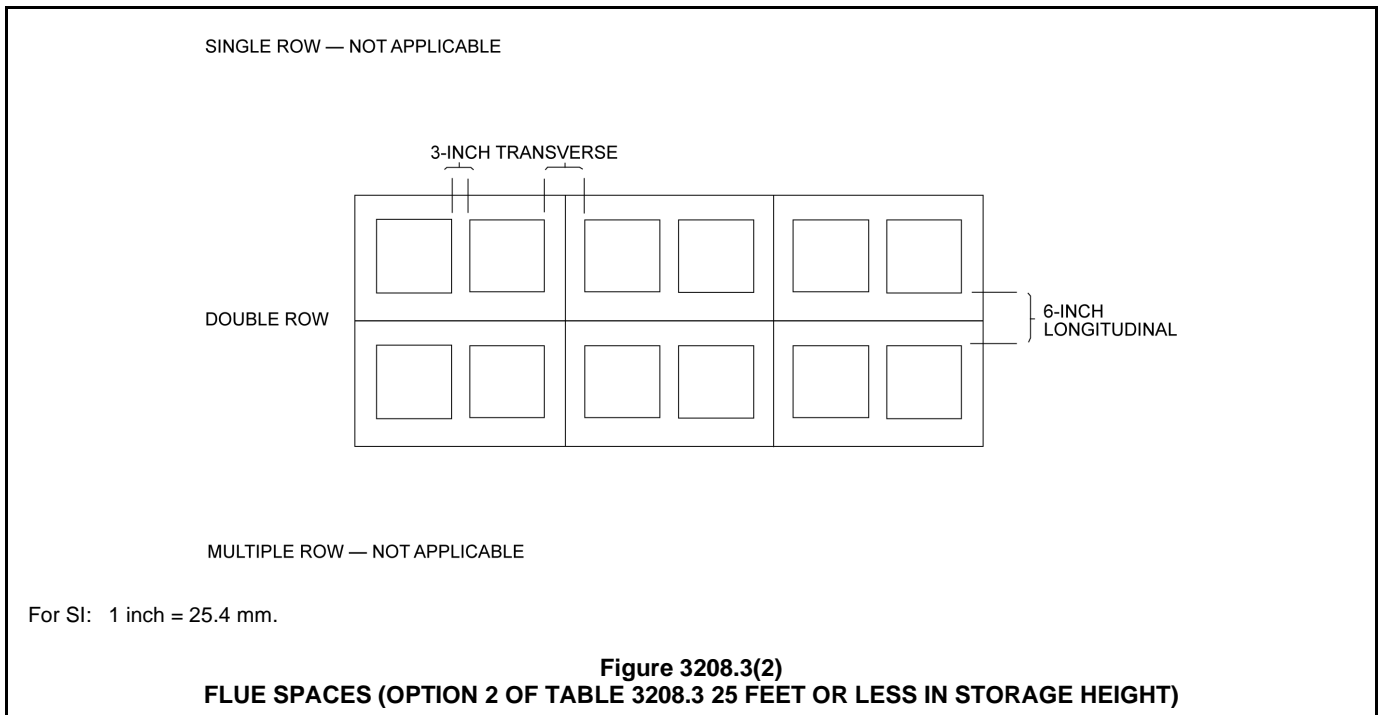 SINGLE ROW — NOT APPLICABLE
3-INCH TRANSVERSE
DOUBLE ROW
6-INCH
LONGITUDINAL
MULTIPLE ROW — NOT APPLICABLE
For SI: 1 inch = 25.4 mm.
Figure 3208.3(2)
FLUE SPACES (OPTION 2 OF TABLE 3208.3 25 FEET OR LESS IN STORAGE HEIGHT)